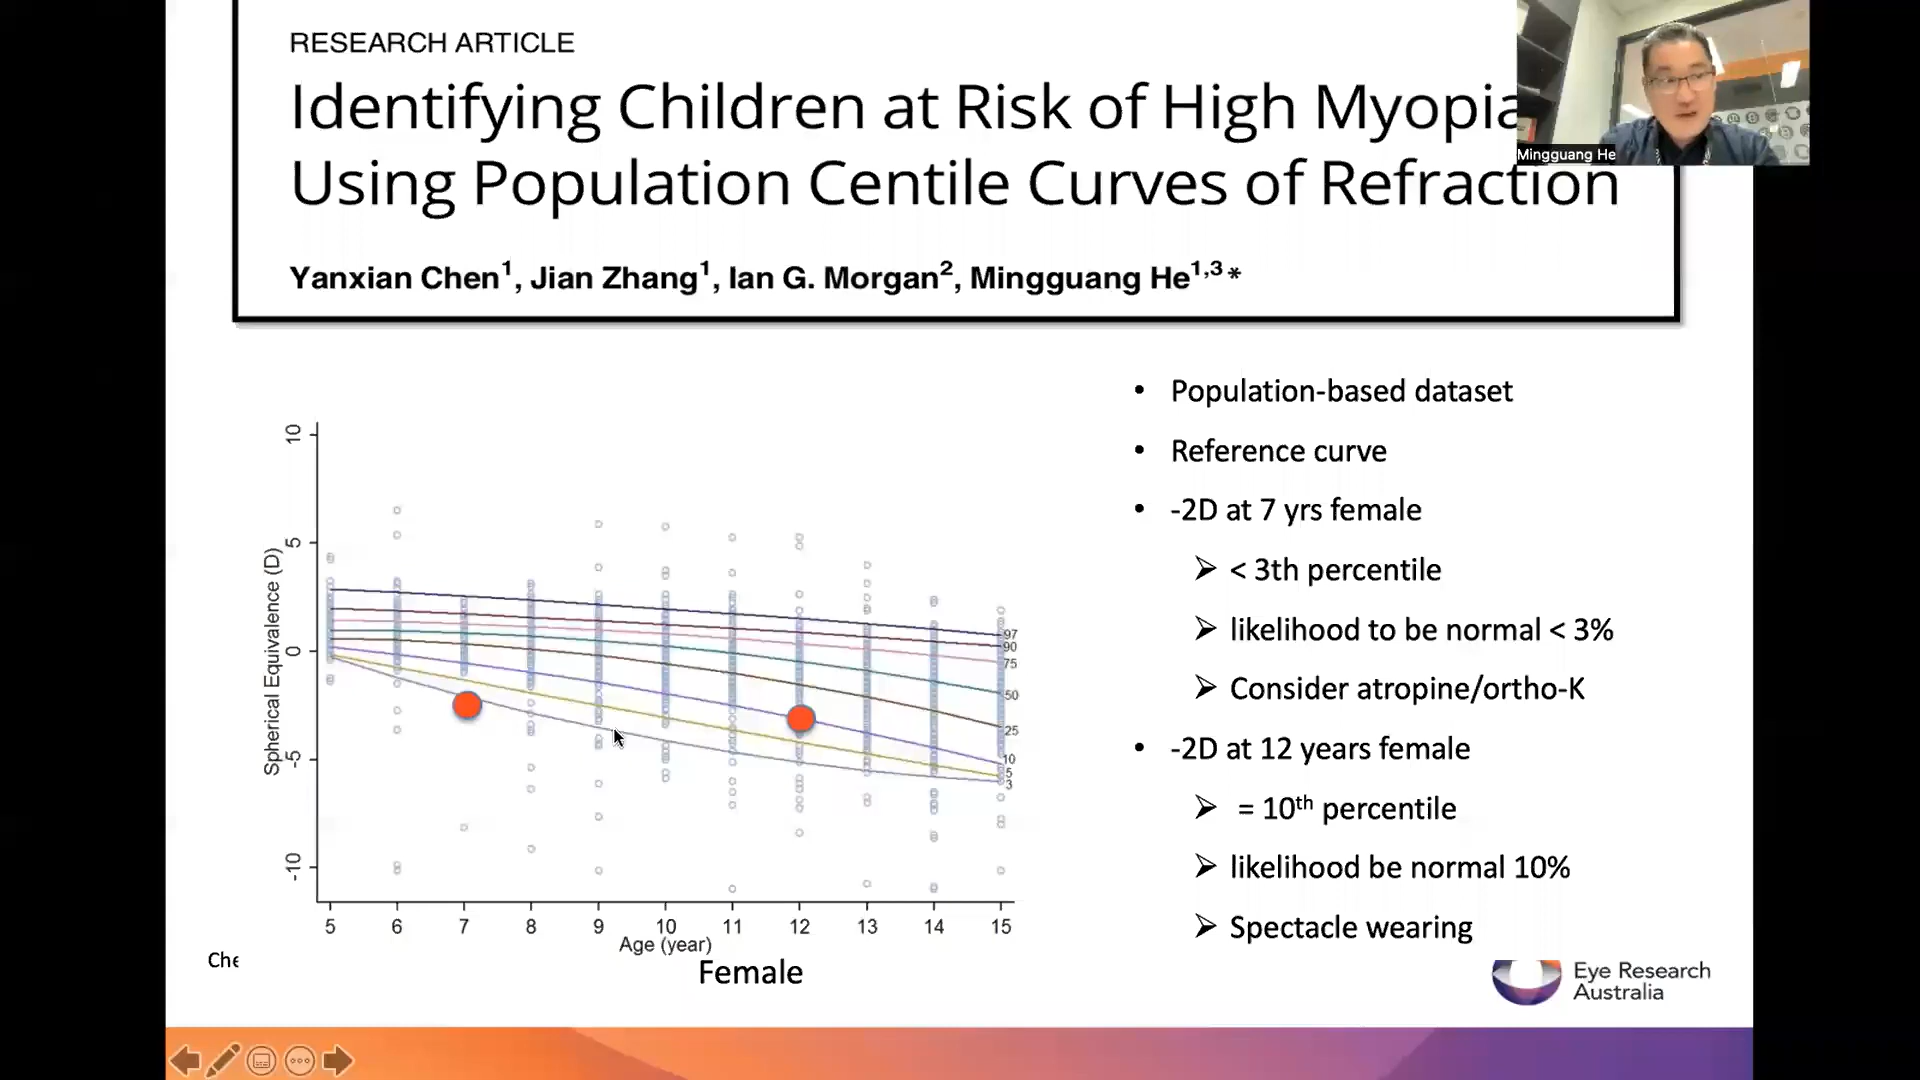 RESEARCH ARTICLE
Identifying Children at Risk of High Myopia
Using Population Centile Curves of Refraction
Yanxian Chen1, Jian Zhang1, Ian G. Morgan2, Mingguang He1,3*
Mingguang He
• Population-based dataset
• Reference curve
• -2D at 7 yrs female
➢ < 3th percentile
➢ likelihood to be normal < 3%
➢ Consider atropine/ortho-K
• -2D at 12 years female
➢ = 10th percentile
➢ likelihood be normal 10%
➢ Spectacle wearing
Spherical Equivalence (D)
10
5
0
-5
-10
97
90
75
50
25
10
5
3
5 6 7 8 9 10 11 12 13 14 15
Age (year)
Female
Che
Eye Research
Australia